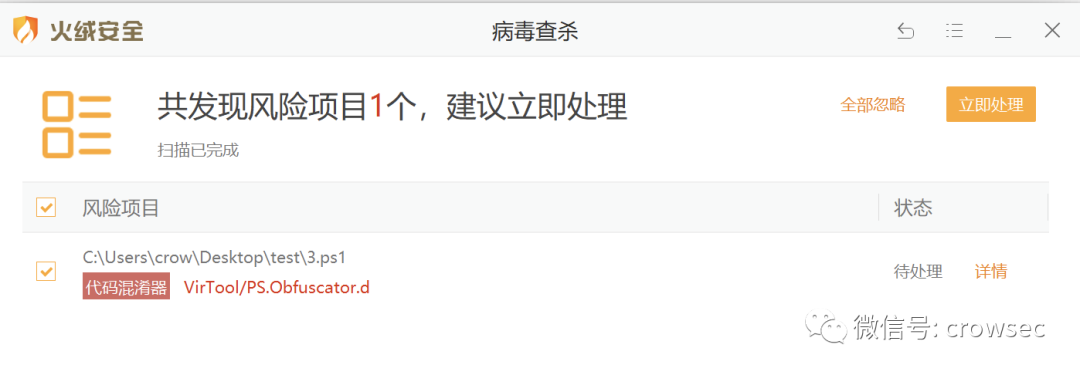 火绒安全
病毒查杀
共发现风险项目1个，建议立即处理
全部忽略
立即处理
扫描已完成
风险项目
状态
C:\Users\crow\Desktop\test\3.ps1
代码混淆器 VirTool/PS.Obfuscator.d
待处理
详情
微信号: crowsec